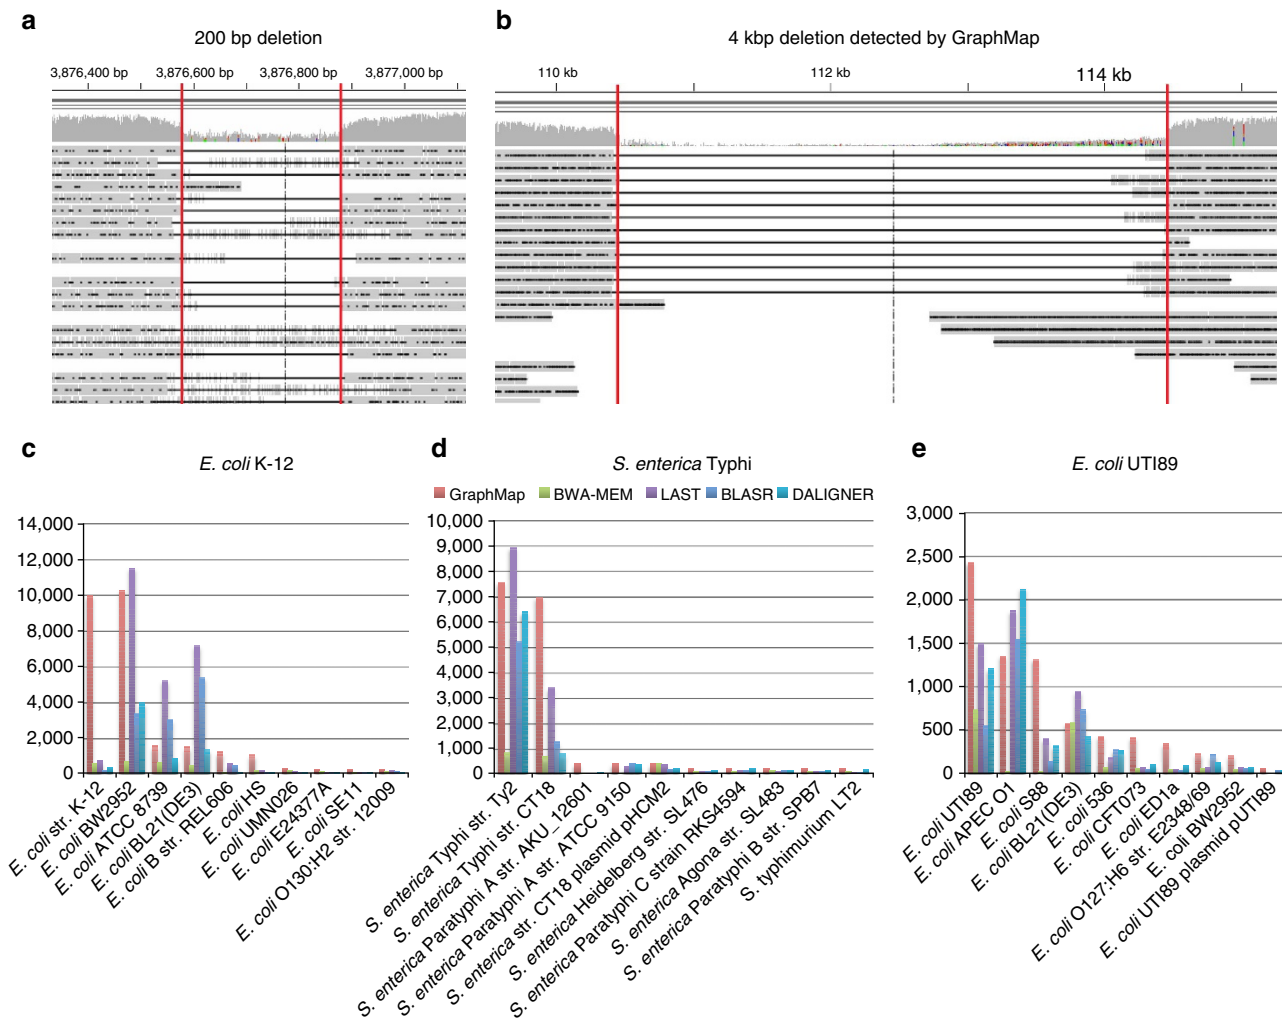 a
200 bp deletion
3,876,400 bp 3,876,600 bp 3,876,800 bp 3,877,000 bp
b
4 kbp deletion detected by GraphMap
110 kb 112 kb 114 kb
c
E. coli K-12
14,000
12,000
10,000
8,000
6,000
4,000
2,000
0
E. coli str. K-12
E. coli BW2952
E. coli ATCC 8739
E. coli BL21(DE3)
E. coli B str. REL606
E. coli HS
E. coli UMN026
E. coli E24377A
E. coli SE11
E. coli O130:H2 str. 12009
d
S. enterica Typhi
GraphMap BWA-MEM LAST BLASR DALIGNER
10,000
9,000
8,000
7,000
6,000
5,000
4,000
3,000
2,000
1,000
0
S. enterica Typhi str. Ty2
S. enterica Typhi str. CT18
S. enterica Paratyphi A str. AKU_12601
S. enterica Paratyphi A str. ATCC 9150
S. enterica str. CT18 plasmid pHCM2
S. enterica Heidelberg str. SL476
S. enterica Paratyphi C strain RKS4594
S. enterica Agona str. SL483
S. enterica Paratyphi B str. SPB7
S. typhimurium LT2
e
E. coli UTI89
3,000
2,500
2,000
1,500
1,000
500
0
E. coli UTI89
E. coli APEC O1
E. coli S88
E. coli BL21(DE3)
E. coli 536
E. coli CFT073
E. coli ED1a
E. coli O127:H6 str. E2348/69
E. coli BW2952
E. coli UTI89 plasmid pUTI89